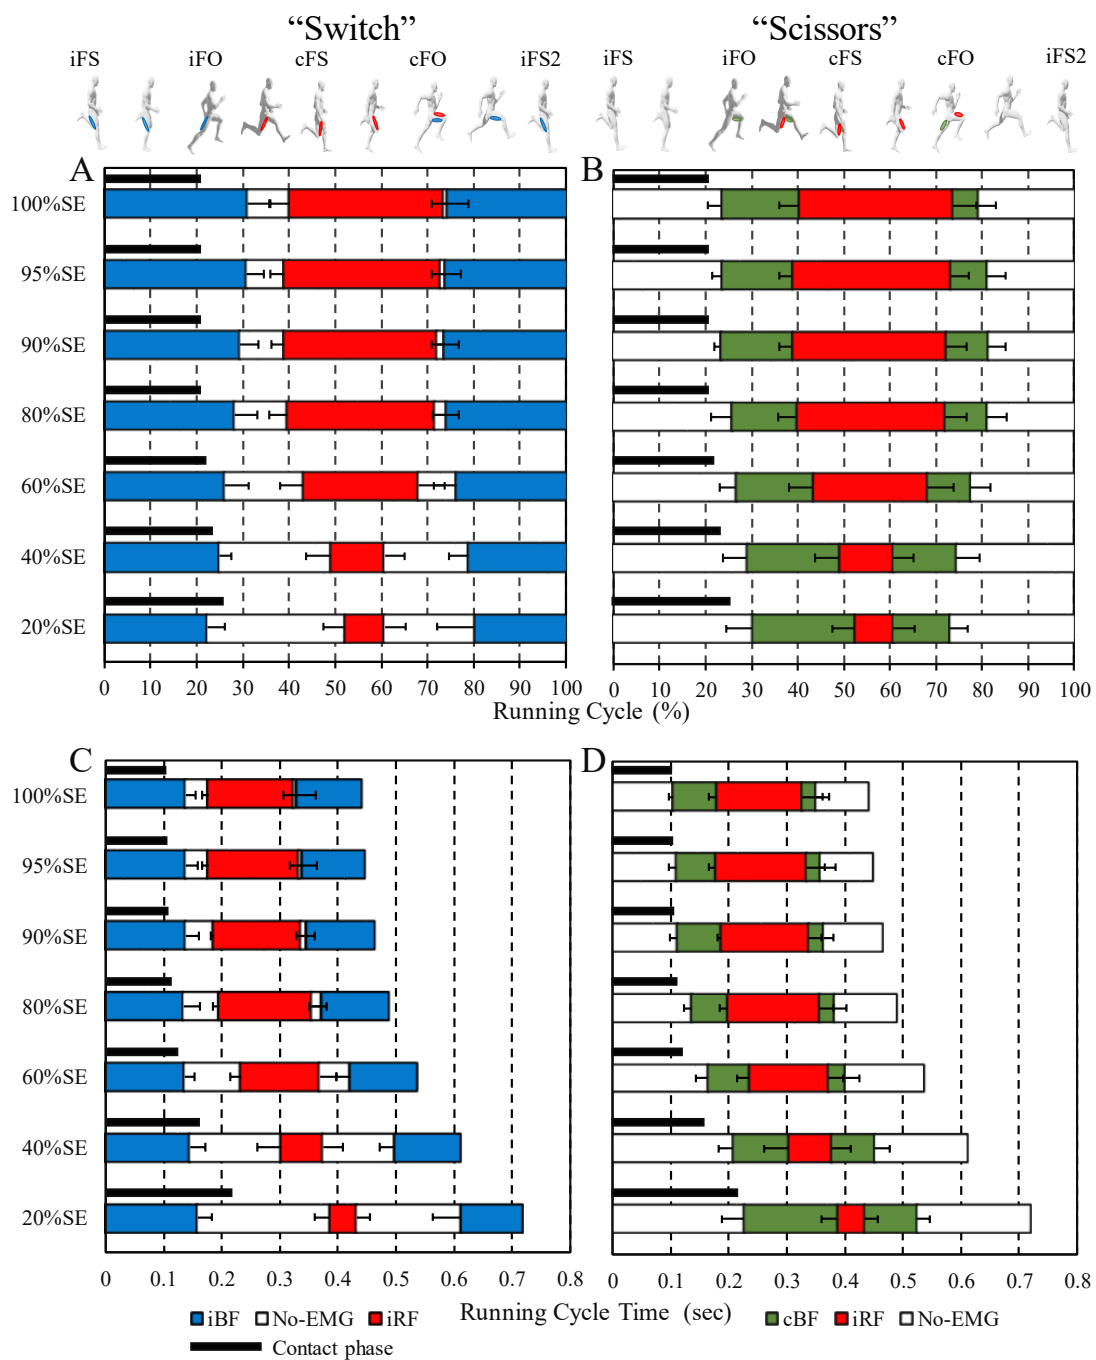 “Switch”
“Scissors”
iFS iFO cFS cFO iFS2
iFS iFO cFS cFO iFS2
A
B
100%SE
95%SE
90%SE
80%SE
60%SE
40%SE
20%SE
0 10 20 30 40 50 60 70 80 90 100
0 10 20 30 40 50 60 70 80 90 100
Running Cycle (%)
C
D
100%SE
95%SE
90%SE
80%SE
60%SE
40%SE
20%SE
0 0.1 0.2 0.3 0.4 0.5 0.6 0.7 0.8
0 0.1 0.2 0.3 0.4 0.5 0.6 0.7 0.8
iBF No-EMG iRF
Running Cycle Time (sec)
cBF iRF No-EMG
Contact phase